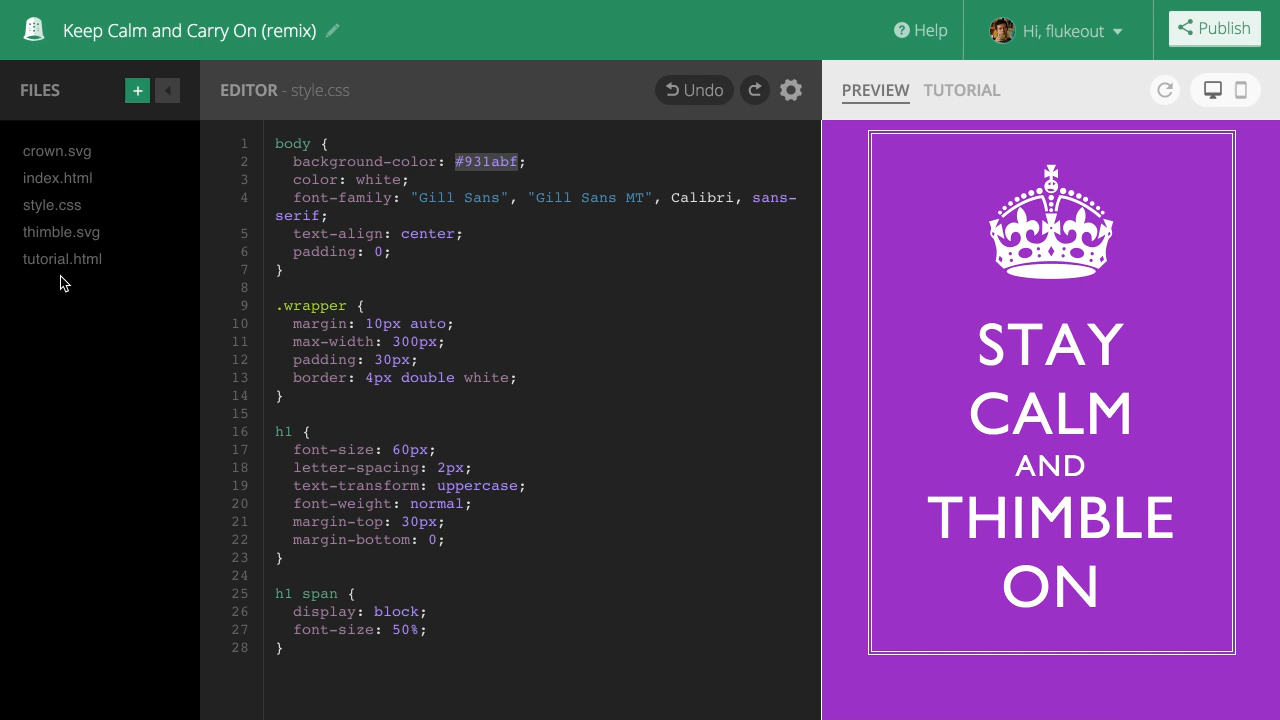 Keep Calm and Carry On (remix)
Help
Hi, flukeout
Publish
FILES
EDITOR - style.css
Undo
PREVIEW
TUTORIAL
crown.svg
index.html
style.css
thimble.svg
tutorial.html
1 body {
2 background-color: #931abf;
3 color: white;
4 font-family: "Gill Sans", "Gill Sans MT", Calibri, sans-
serif;
5 text-align: center;
6 padding: 0;
7 }
8
9 .wrapper {
10 margin: 10px auto;
11 max-width: 300px;
12 padding: 30px;
13 border: 4px double white;
14 }
15
16 h1 {
17 font-size: 60px;
18 letter-spacing: 2px;
19 text-transform: uppercase;
20 font-weight: normal;
21 margin-top: 30px;
22 margin-bottom: 0;
23 }
24
25 h1 span {
26 display: block;
27 font-size: 50%;
28 }
STAY
CALM
AND
THIMBLE
ON